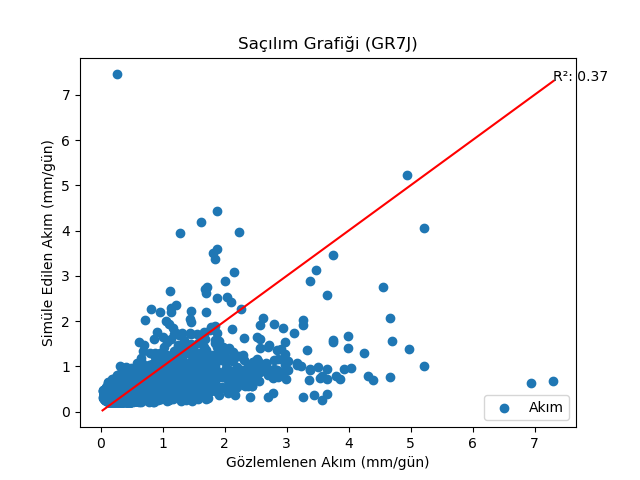 Saçılım Grafiği (GR7J)
R²: 0.37
7
6
5
4
3
2
1
0
Simüle Edilen Akım (mm/gün)
Akım
0 1 2 3 4 5 6 7
Gözlemlenen Akım (mm/gün)